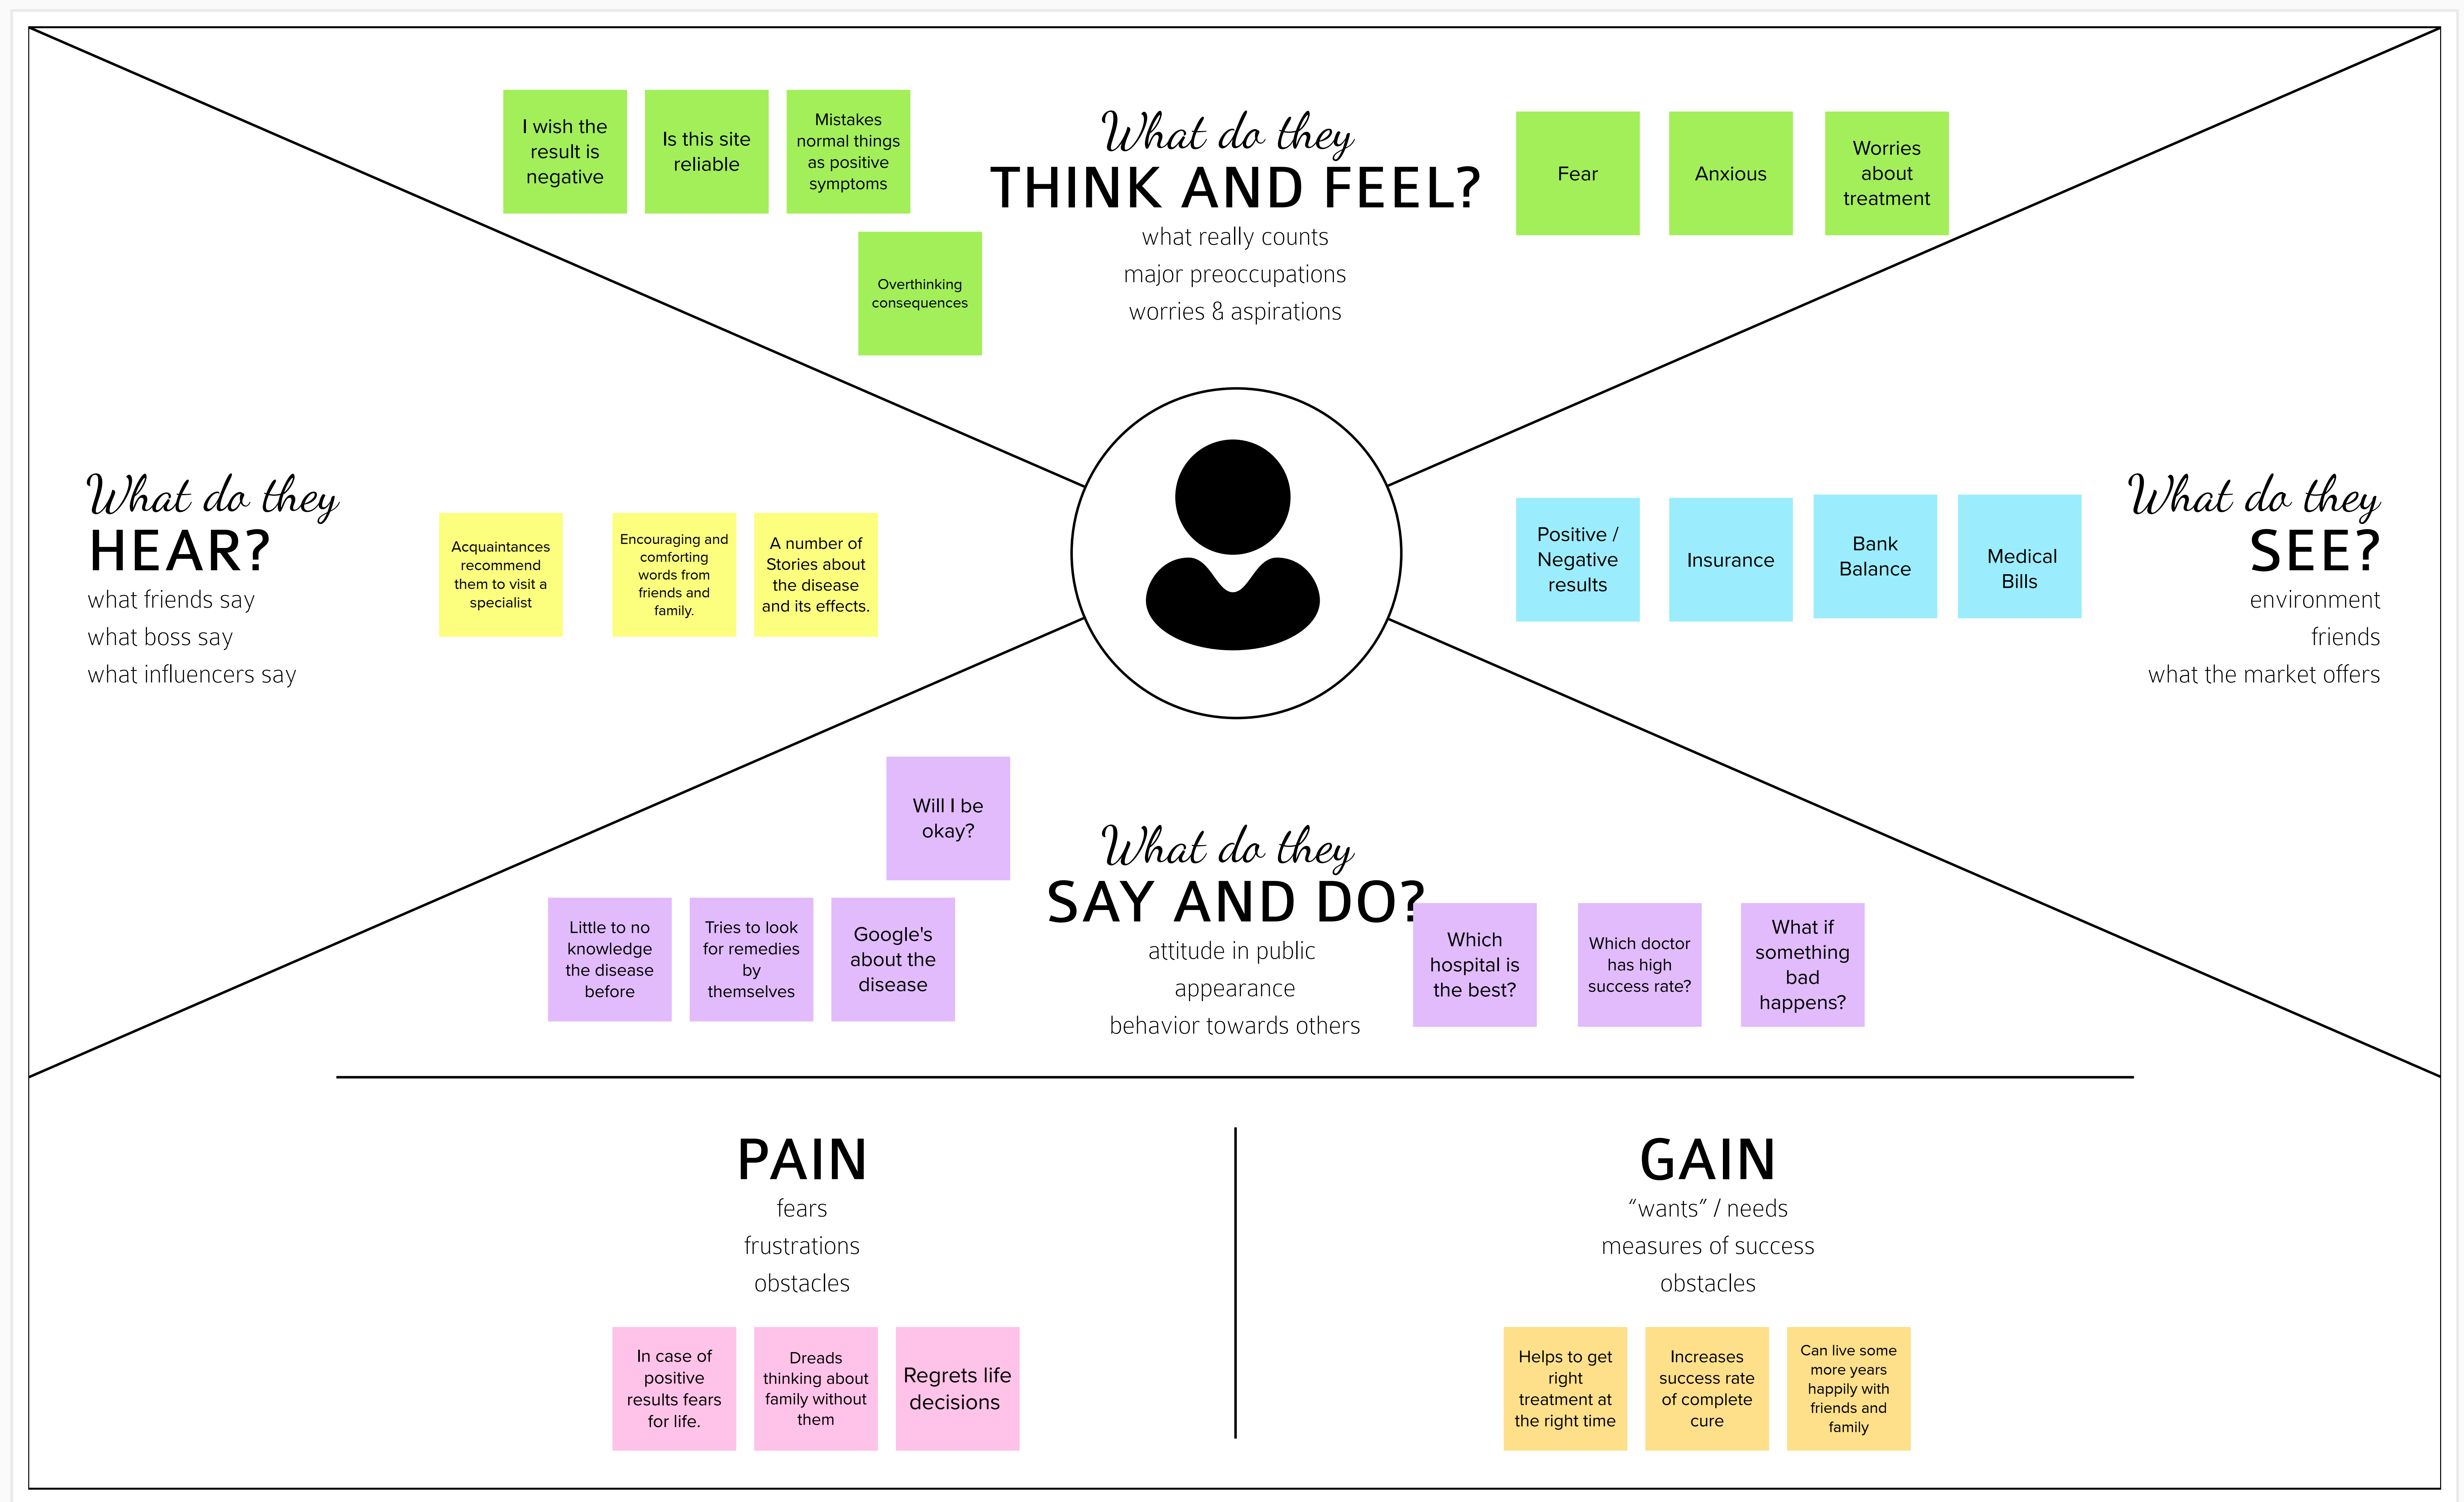 What do they
THINK AND FEEL?
what really counts
major preoccupations
worries & aspirations
I wish the
result is
negative
Is this site
reliable
Mistakes
normal things
as positive
symptoms
Overthinking
consequences
Fear
Anxious
Worries
about
treatment
What do they
HEAR?
what friends say
what boss say
what influencers say
Acquaintances
recommend
them to visit a
specialist
Encouraging and
comforting
words from
friends and
family.
A number of
Stories about
the disease
and its effects.
Positive /
Negative
results
Insurance
Bank
Balance
Medical
Bills
What do they
SEE?
environment
friends
what the market offers
Will I be
okay?
Little to no
knowledge
the disease
before
Tries to look
for remedies
by
themselves
Google's
about the
disease
What do they
SAY AND DO?
attitude in public
appearance
behavior towards others
Which
hospital is
the best?
Which doctor
has high
success rate?
What if
something
bad
happens?
PAIN
fears
frustrations
obstacles
In case of
positive
results fears
for life.
Dreads
thinking about
family without
them
Regrets life
decisions
GAIN
“wants” / needs
measures of success
obstacles
Helps to get
right
treatment at
the right time
Increases
success rate
of complete
cure
Can live some
more years
happily with
friends and
family